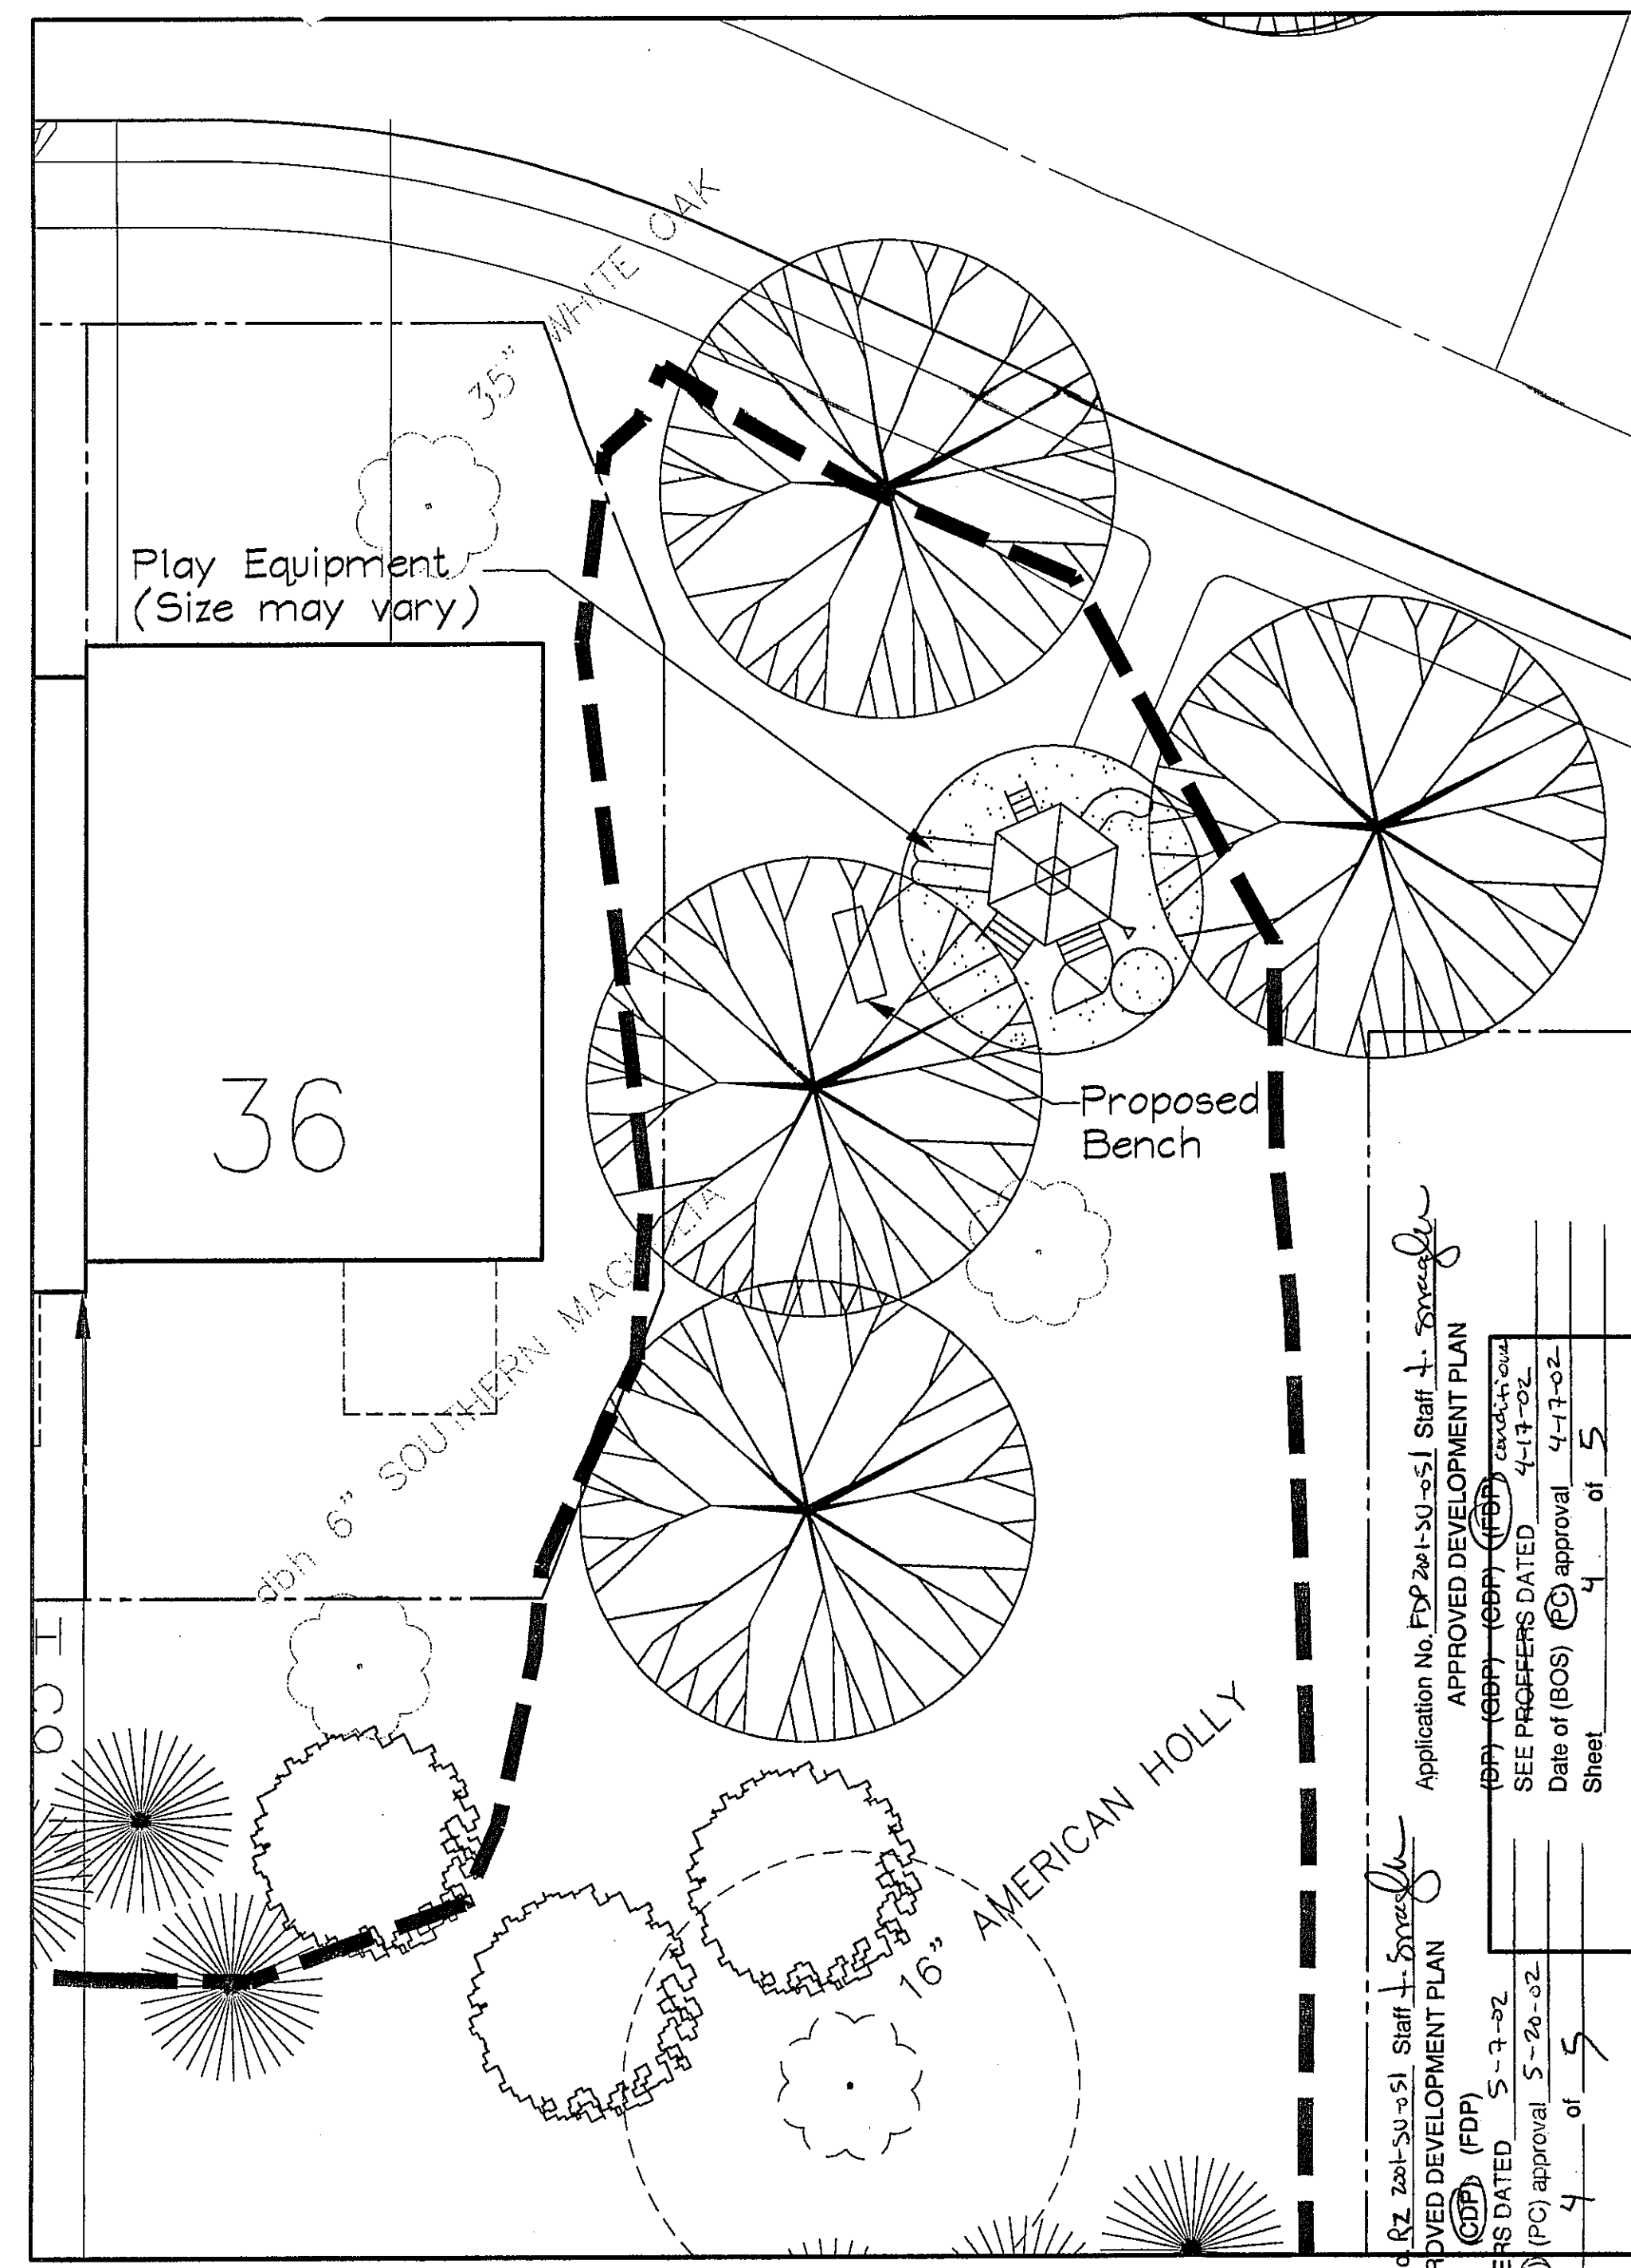 35" WHITE OAK
Play Equipment
(Size may vary)
36
Proposed
Bench
dbh 6" SOUTHERN MAGNOLIA
16" AMERICAN HOLLY
Application No. FDP 2001-SU-051 Staff
APPROVED DEVELOPMENT PLAN
(DP) (GDP) (CDP) (FDP) conditions
SEE PROFFERS DATED 4-17-02
Date of (BOS) (PC) approval 4-17-02
Sheet 4 of 5
RZ 2001-SU-051 Staff
ROVED DEVELOPMENT PLAN
(CDP) (FDP)
ERS DATED 5-7-02
(PC) approval 5-20-02
4 of 5